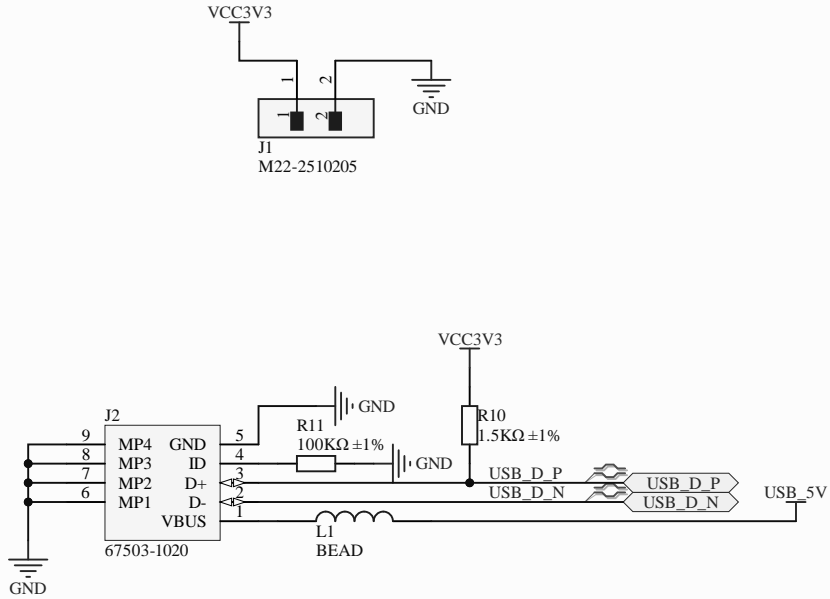 VCC3V3
1
2
GND
1
2
J1
M22-2510205
VCC3V3
J2
GND
R11
100KΩ ±1%
R10
1.5KΩ ±1%
9 MP4 GND 5
8 MP3 ID 4
GND
7 MP2 D+ 3
USB_D_P
USB_D_P
6 MP1 D- 2
USB_D_N
USB_D_N
USB_5V
VBUS 1
L1
BEAD
67503-1020
GND